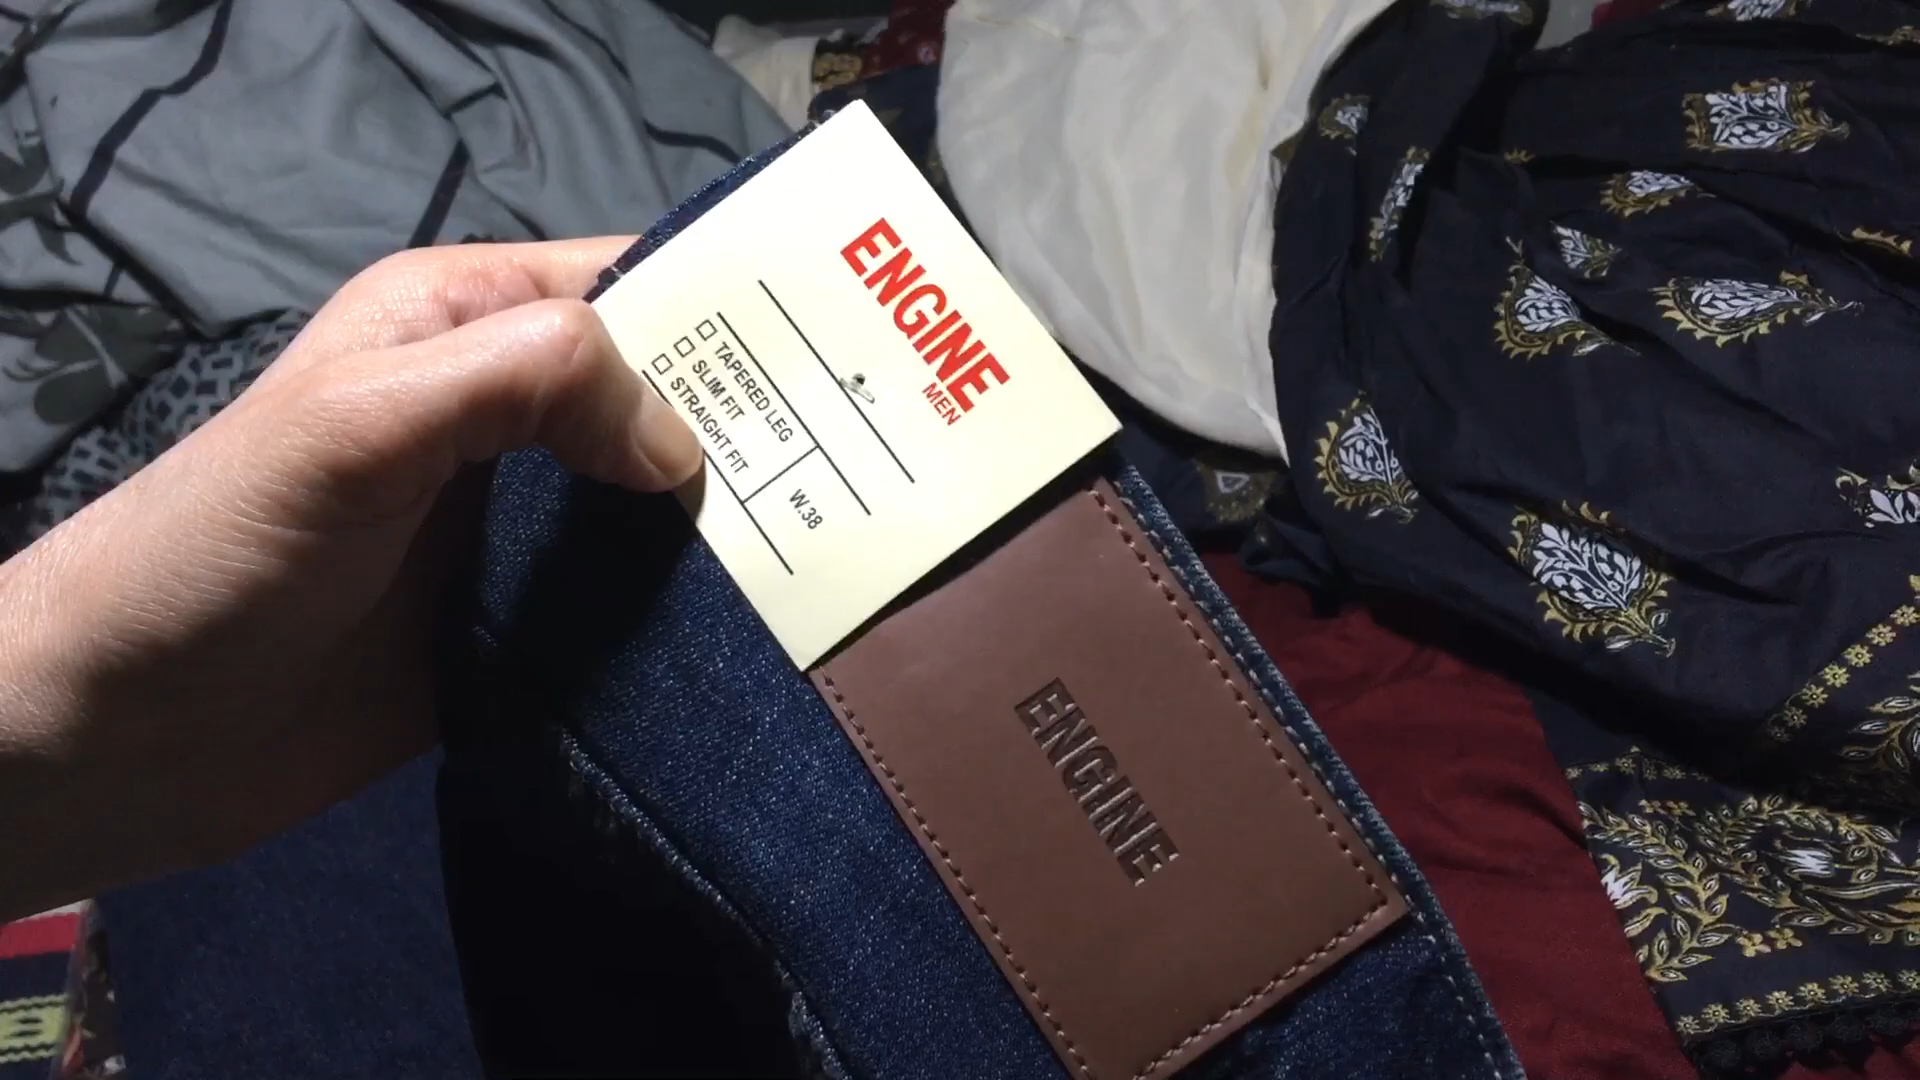 ENGINE
MEN
TAPERED LEG
SLIM FIT
STRAIGHT FIT
W.38
ENGINE